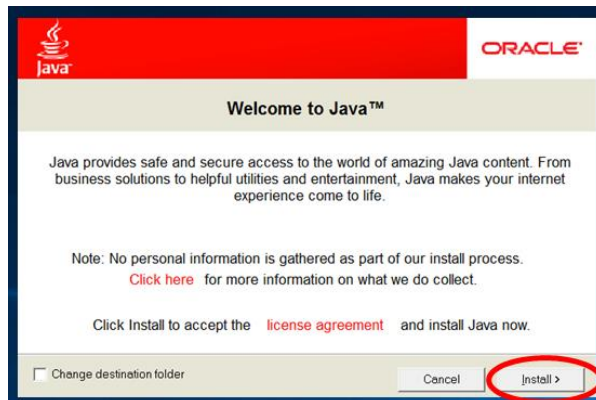 Java
ORACLE
Welcome to Java™
Java provides safe and secure access to the world of amazing Java content. From
business solutions to helpful utilities and entertainment, Java makes your internet
experience come to life.
Note: No personal information is gathered as part of our install process.
Click here for more information on what we do collect.
Click Install to accept the license agreement and install Java now.
Change destination folder
Cancel
Install >